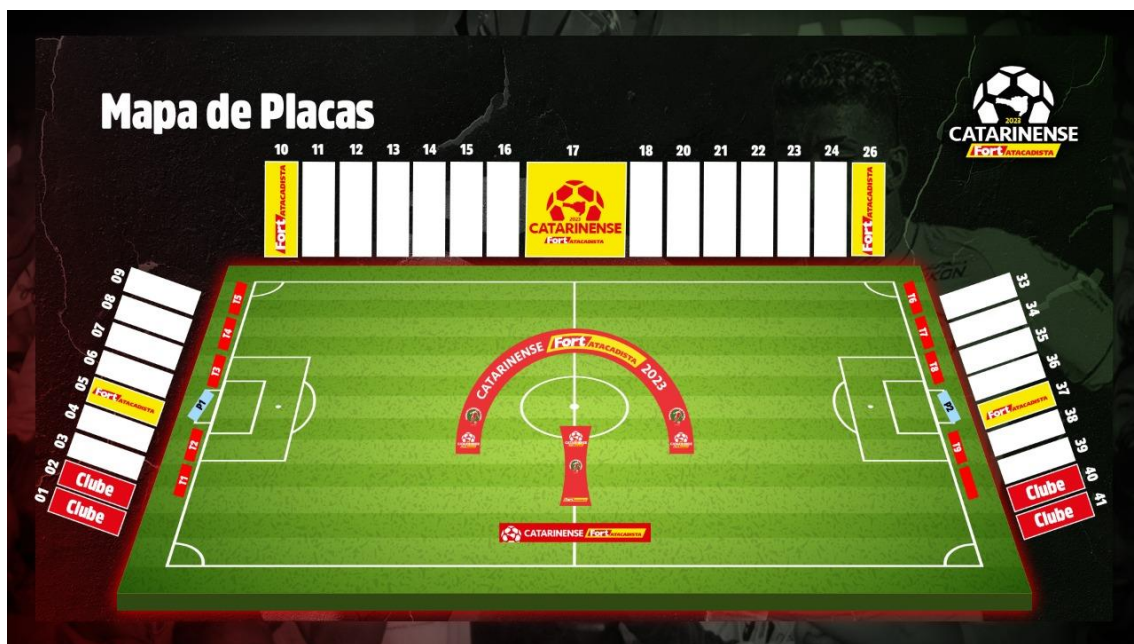 Mapa de Placas
2023
CATARINENSE
Fort ATACADISTA
10 11 12 13 14 15 16 17 18 20 21 22 23 24 26
Fort ATACADISTA
2023
CATARINENSE
Fort ATACADISTA
Fort ATACADISTA
09
08
07
06
05
Fort ATACADISTA
04
03
02
Clube
01
Clube
T5
T4
T3
P1
T2
T1
CATARINENSE Fort ATACADISTA 2023
CATARINENSE Fort ATACADISTA
T6
T7
T8
P2
T9
33
34
35
36
37
Fort ATACADISTA
38
39
40
Clube
41
Clube